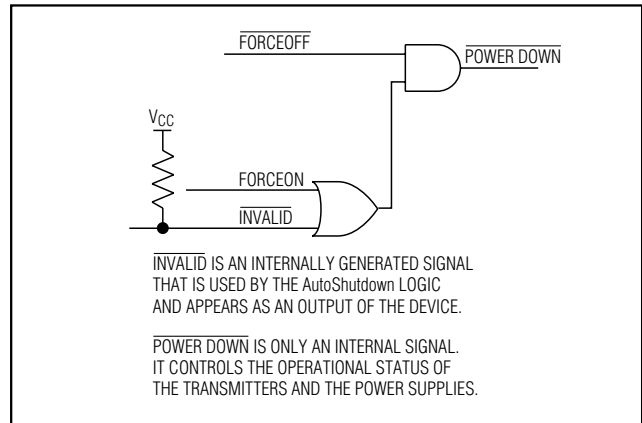 FORCEOFF
POWER DOWN
VCC
FORCEON
INVALID
INVALID IS AN INTERNALLY GENERATED SIGNAL
THAT IS USED BY THE AutoShutdown LOGIC
AND APPEARS AS AN OUTPUT OF THE DEVICE.
POWER DOWN IS ONLY AN INTERNAL SIGNAL.
IT CONTROLS THE OPERATIONAL STATUS OF
THE TRANSMITTERS AND THE POWER SUPPLIES.